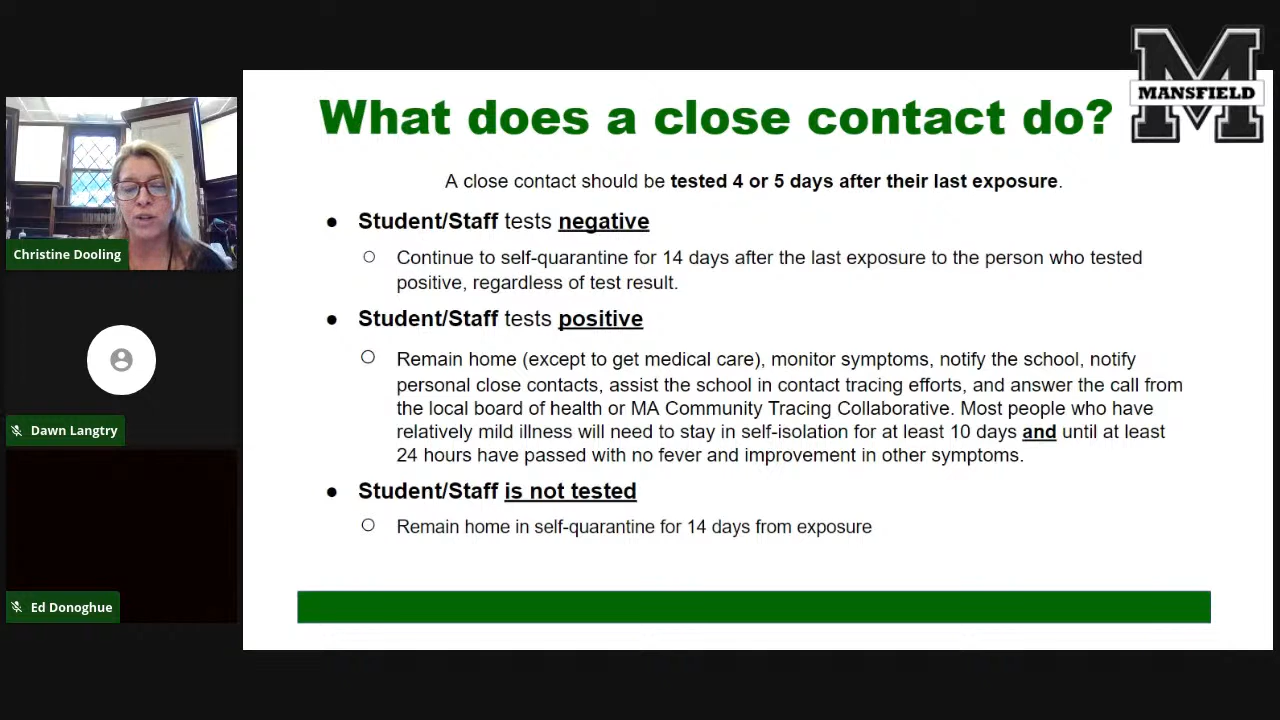 What does a close contact do?
MANSFIELD
A close contact should be tested 4 or 5 days after their last exposure.
● Student/Staff tests negative
○ Continue to self-quarantine for 14 days after the last exposure to the person who tested
positive, regardless of test result.
● Student/Staff tests positive
○ Remain home (except to get medical care), monitor symptoms, notify the school, notify
personal close contacts, assist the school in contact tracing efforts, and answer the call from
the local board of health or MA Community Tracing Collaborative. Most people who have
relatively mild illness will need to stay in self-isolation for at least 10 days and until at least
24 hours have passed with no fever and improvement in other symptoms.
● Student/Staff is not tested
○ Remain home in self-quarantine for 14 days from exposure
Christine Dooling
Dawn Langtry
Ed Donoghue